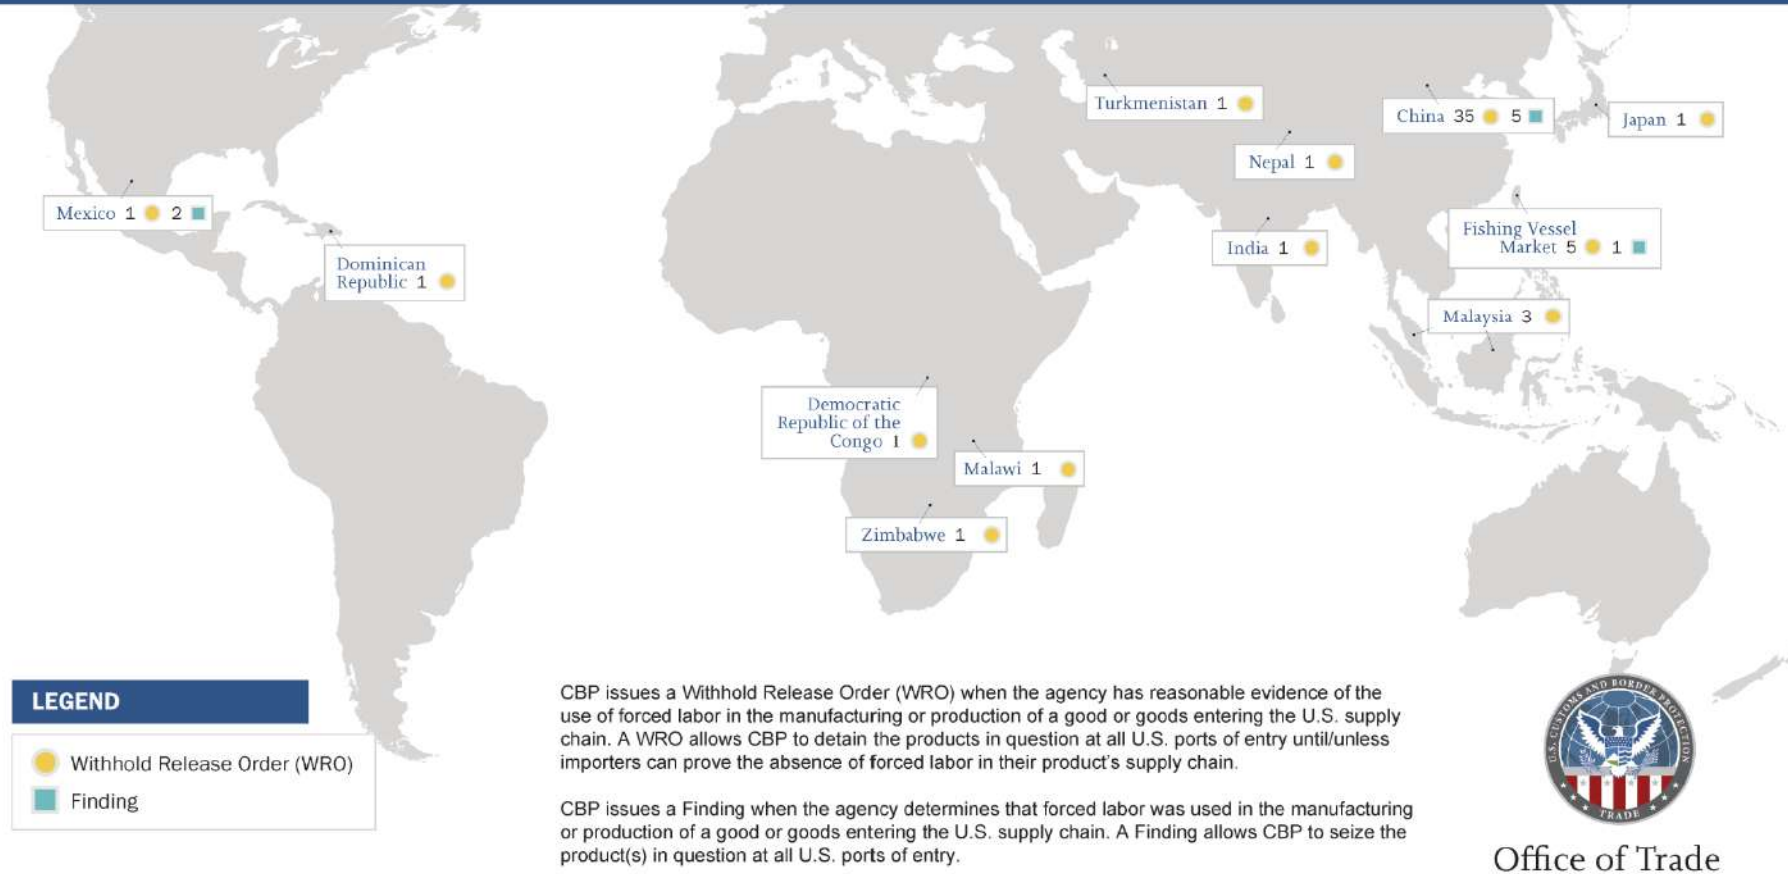 Turkmenistan 1
China 35 5
Japan 1
Nepal 1
Mexico 1 2
Dominican
Republic 1
India 1
Fishing Vessel
Market 5 1
Malaysia 3
Democratic
Republic of the
Congo 1
Malawi 1
Zimbabwe 1
LEGEND
Withhold Release Order (WRO)
Finding
CBP issues a Withhold Release Order (WRO) when the agency has reasonable evidence of the
use of forced labor in the manufacturing or production of a good or goods entering the U.S. supply
chain. A WRO allows CBP to detain the products in question at all U.S. ports of entry until/unless
importers can prove the absence of forced labor in their product's supply chain.
CBP issues a Finding when the agency determines that forced labor was used in the manufacturing
or production of a good or goods entering the U.S. supply chain. A Finding allows CBP to seize the
product(s) in question at all U.S. ports of entry.
U.S. CUSTOMS AND BORDER PROTECTION
TRADE
Office of Trade